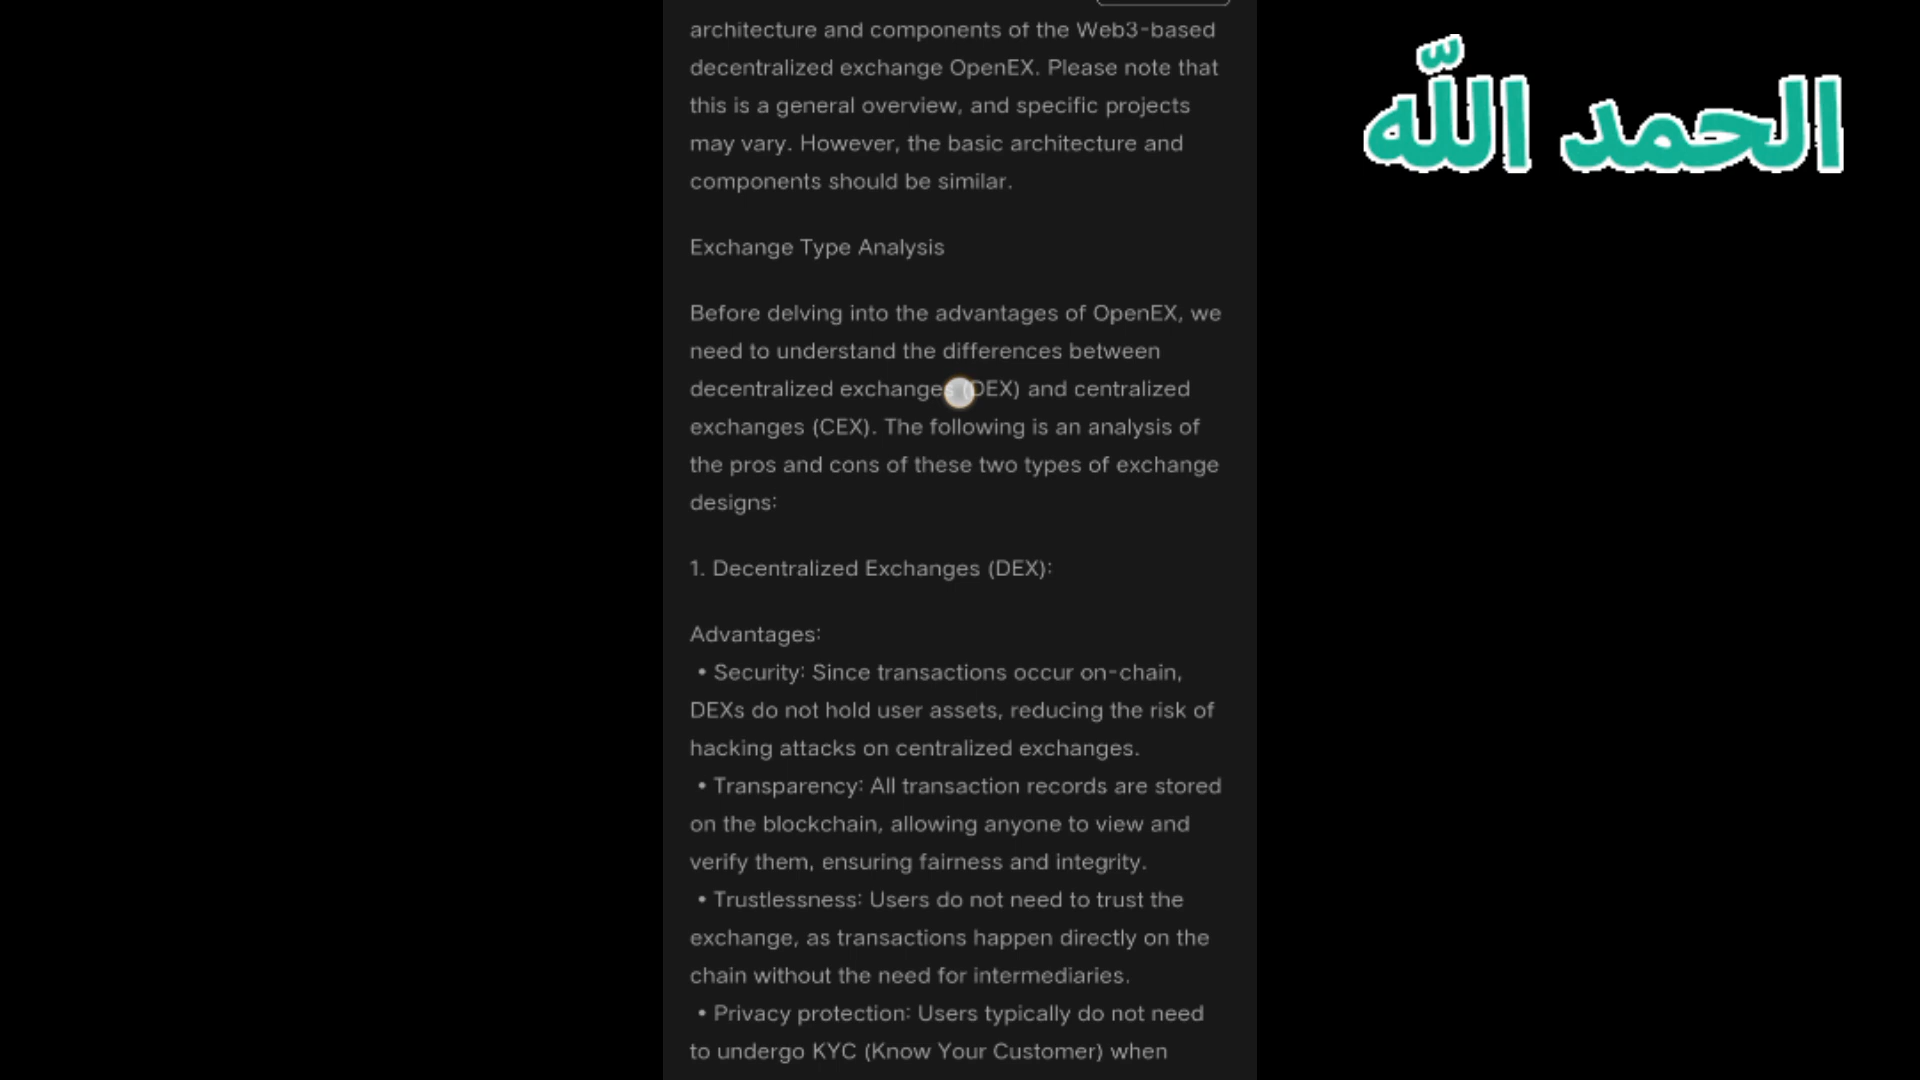 architecture and components of the Web3-based
decentralized exchange OpenEX. Please note that
this is a general overview, and specific projects
may vary. However, the basic architecture and
components should be similar.
Exchange Type Analysis
Before delving into the advantages of OpenEX, we
need to understand the differences between
decentralized exchanges (DEX) and centralized
exchanges (CEX). The following is an analysis of
the pros and cons of these two types of exchange
designs:
1. Decentralized Exchanges (DEX):
Advantages:
• Security: Since transactions occur on-chain,
DEXs do not hold user assets, reducing the risk of
hacking attacks on centralized exchanges.
• Transparency: All transaction records are stored
on the blockchain, allowing anyone to view and
verify them, ensuring fairness and integrity.
• Trustlessness: Users do not need to trust the
exchange, as transactions happen directly on the
chain without the need for intermediaries.
• Privacy protection: Users typically do not need
to undergo KYC (Know Your Customer) when
الحمد اللّٰه